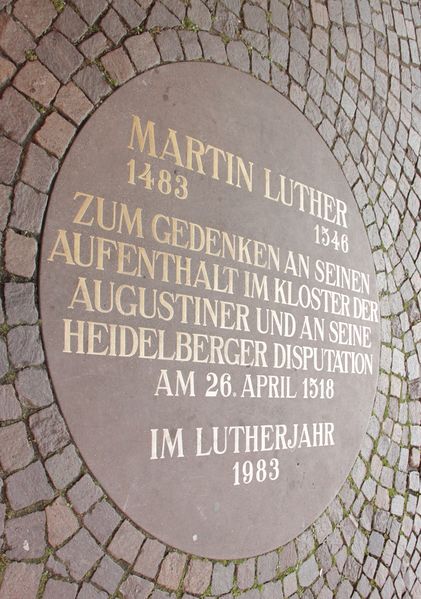 MARTIN LUTHER
1483 1546
ZUM GEDENKEN AN SEINEN
AUFENTHALT IM KLOSTER DER
AUGUSTINER UND AN SEINE
HEIDELBERGER DISPUTATION
AM 26. APRIL 1518
IM LUTHERJAHR
1983